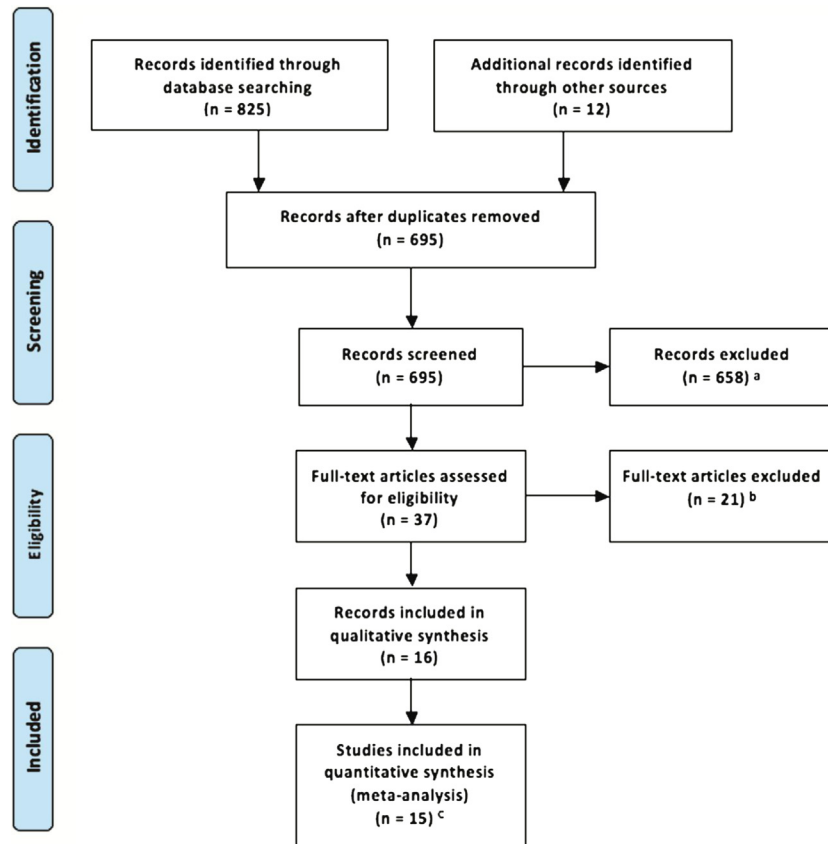 Identification
Records identified through
database searching
(n = 825)
Additional records identified
through other sources
(n = 12)
Records after duplicates removed
(n = 695)
Screening
Records screened
(n = 695)
Records excluded
(n = 658) a
Eligibility
Full-text articles assessed
for eligibility
(n = 37)
Full-text articles excluded
(n = 21) b
Records included in
qualitative synthesis
(n = 16)
Included
Studies included in
quantitative synthesis
(meta-analysis)
(n = 15) c